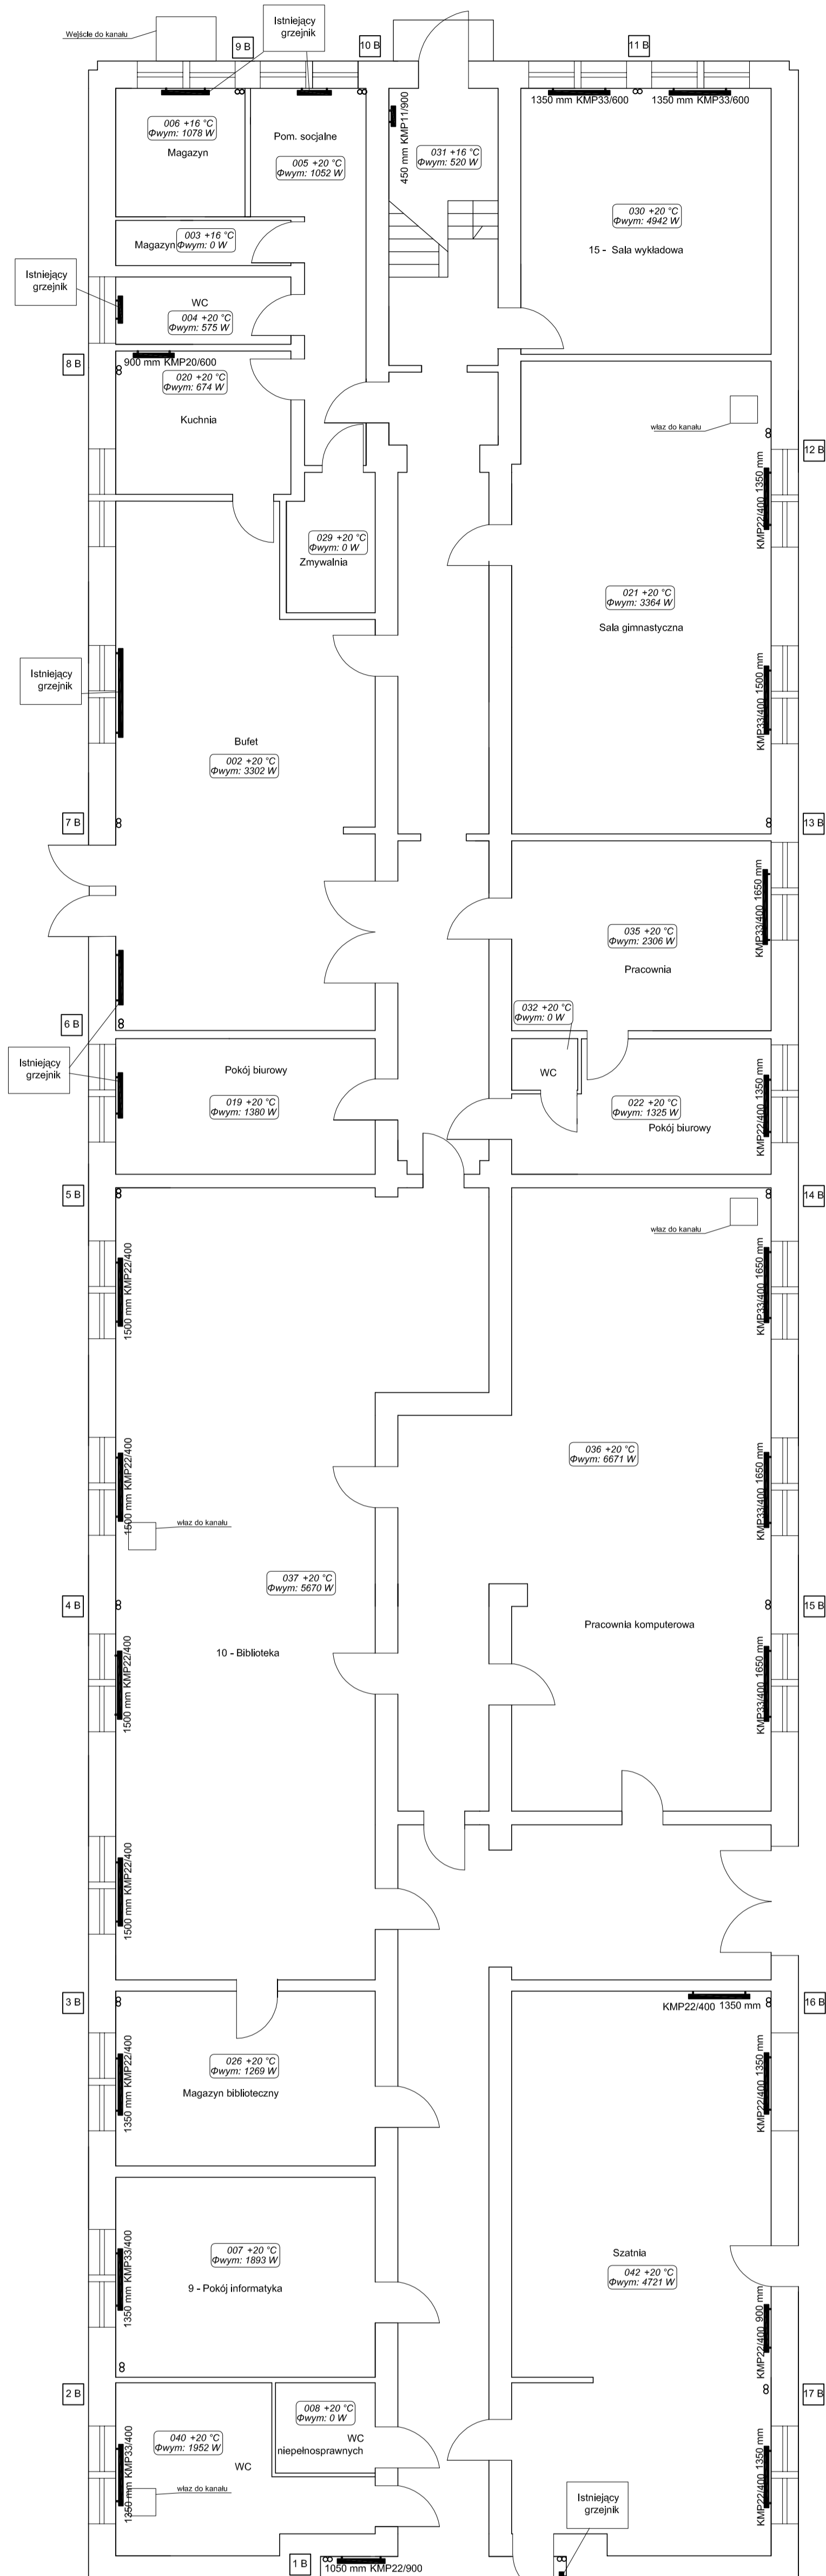 Wejście do kanału
9 B
Istniejący
grzejnik
10 B
11 B
1350 mm KMP33/600
1350 mm KMP33/600
006 +16 °C
Φwym: 1078 W
Magazyn
Pom. socjalne
005 +20 °C
Φwym: 1052 W
450 mm KMP11/900
031 +16 °C
Φwym: 520 W
030 +20 °C
Φwym: 4942 W
15 - Sala wykładowa
003 +16 °C
Φwym: 0 W
Magazyn
Istniejący
grzejnik
WC
004 +20 °C
Φwym: 575 W
8 B
900 mm KMP20/600
020 +20 °C
Φwym: 674 W
Kuchnia
właz do kanału
12 B
KMP22/400 1350 mm
029 +20 °C
Φwym: 0 W
Zmywalnia
021 +20 °C
Φwym: 3364 W
Sala gimnastyczna
Istniejący
grzejnik
KMP33/400 1500 mm
Bufet
002 +20 °C
Φwym: 3302 W
7 B
13 B
KMP33/400 1650 mm
035 +20 °C
Φwym: 2306 W
Pracownia
032 +20 °C
Φwym: 0 W
6 B
Istniejący
grzejnik
Pokój biurowy
019 +20 °C
Φwym: 1380 W
WC
022 +20 °C
Φwym: 1325 W
Pokój biurowy
KMP22/400 1350 mm
5 B
14 B
właz do kanału
1500 mm KMP22/400
KMP33/400 1650 mm
036 +20 °C
Φwym: 6671 W
1500 mm KMP22/400
KMP33/400 1650 mm
właz do kanału
037 +20 °C
Φwym: 5670 W
4 B
15 B
Pracownia komputerowa
10 - Biblioteka
1500 mm KMP22/400
KMP33/400 1650 mm
1500 mm KMP22/400
3 B
16 B
KMP22/400 1350 mm
1350 mm KMP22/400
KMP22/400 1350 mm
026 +20 °C
Φwym: 1269 W
Magazyn biblioteczny
007 +20 °C
Φwym: 1893 W
9 - Pokój informatyka
1350 mm KMP33/400
Szatnia
042 +20 °C
Φwym: 4721 W
KMP22/400 900 mm
2 B
17 B
008 +20 °C
Φwym: 0 W
WC
niepełnosprawnych
040 +20 °C
Φwym: 1952 W
WC
1350 mm KMP33/400
KMP22/400 1350 mm
właz do kanału
Istniejący
grzejnik
1 B
1050 mm KMP22/900